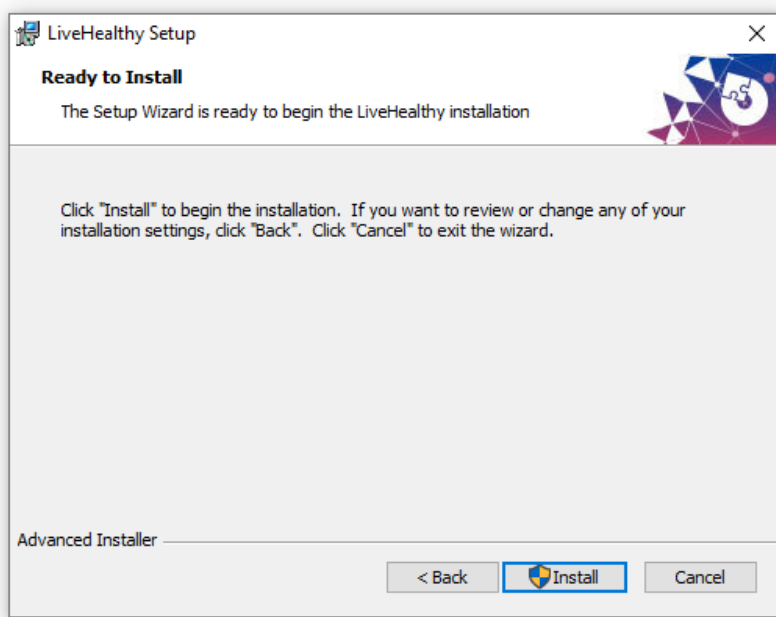 LiveHealthy Setup
Ready to Install
The Setup Wizard is ready to begin the LiveHealthy installation
Click "Install" to begin the installation. If you want to review or change any of your
installation settings, click "Back". Click "Cancel" to exit the wizard.
Advanced Installer
< Back
Install
Cancel